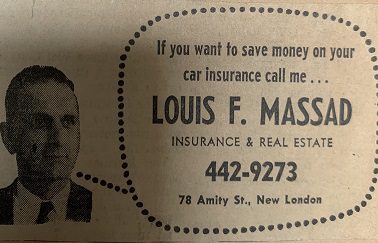 If you want to save money on your
car insurance call me...
LOUIS F. MASSAD
INSURANCE & REAL ESTATE
442-9273
78 Amity St., New London